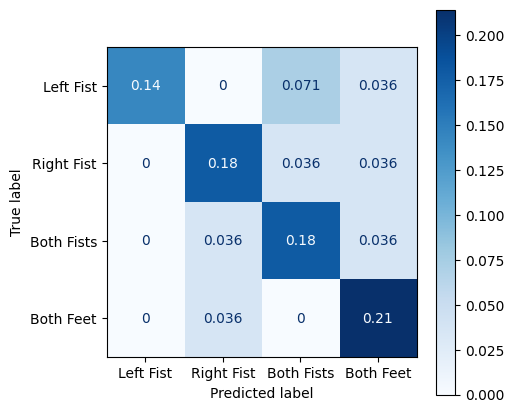 Left Fist 0.14 0 0.071 0.036
Right Fist 0 0.18 0.036 0.036
Both Fists 0 0.036 0.18 0.036
Both Feet 0 0.036 0 0.21
Left Fist Right Fist Both Fists Both Feet
Predicted label
True label
0.200
0.175
0.150
0.125
0.100
0.075
0.050
0.025
0.000